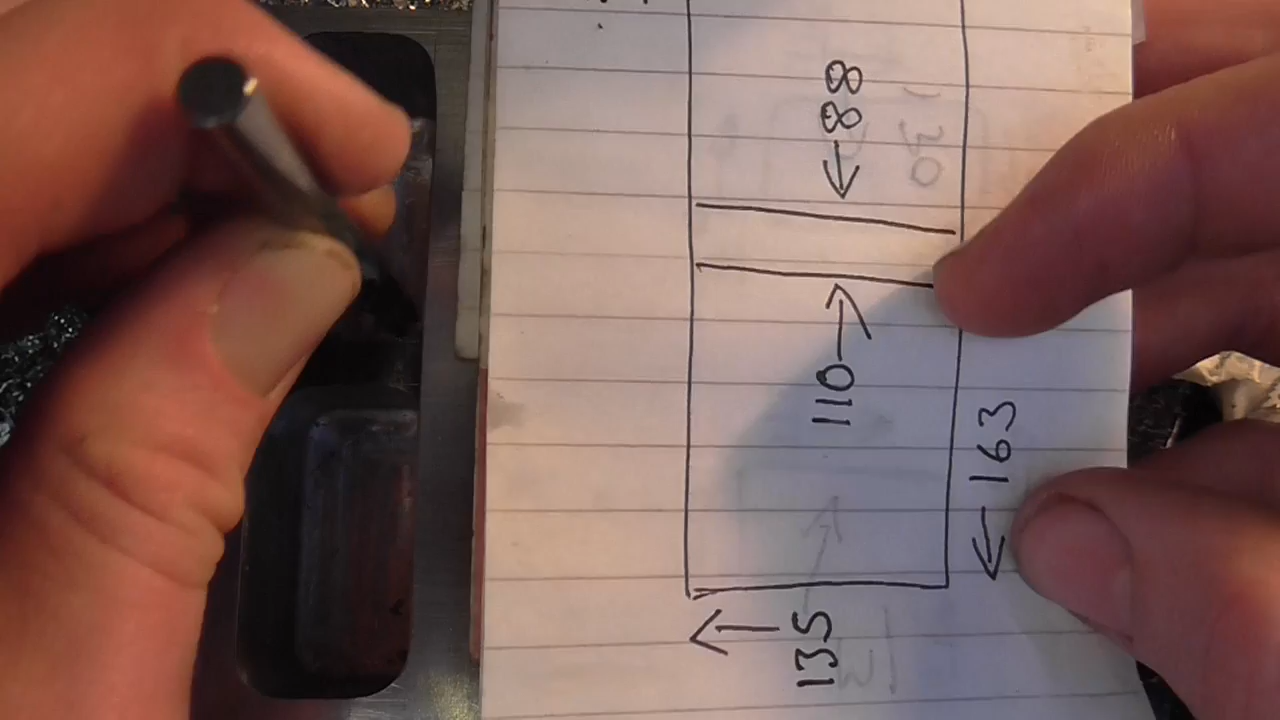 ← 88
110 →
← 163
135